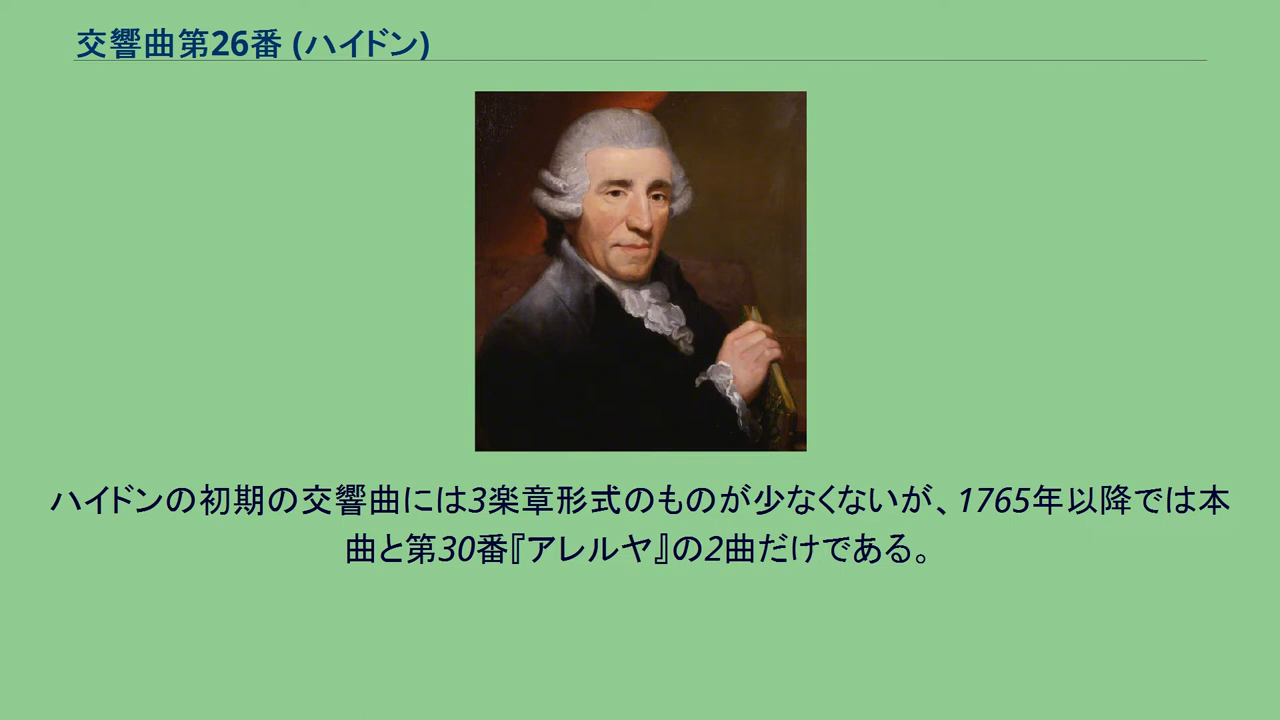 交響曲第26番 (ハイドン)
ハイドンの初期の交響曲には3楽章形式のものが少なくないが、1765年以降では本
曲と第30番『アレルヤ』の2曲だけである。